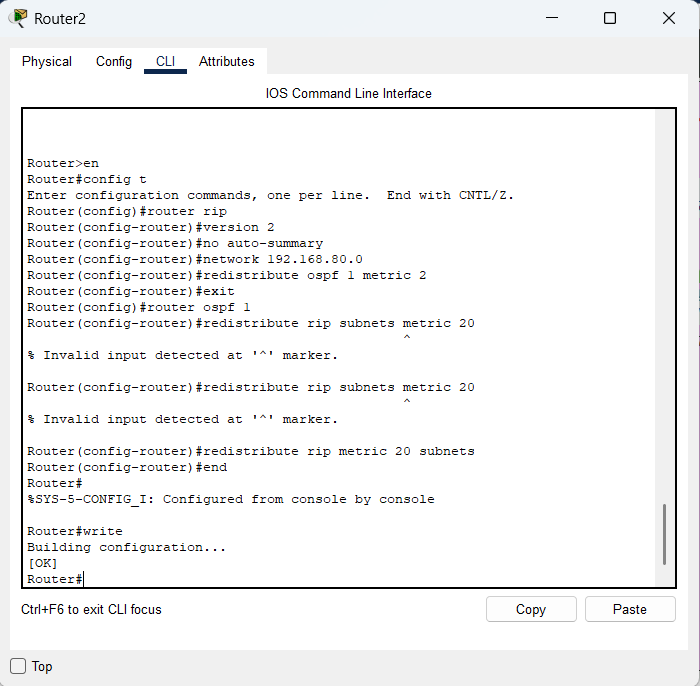 Router2
Physical Config CLI Attributes
IOS Command Line Interface
Router>en
Router#config t
Enter configuration commands, one per line.  End with CNTL/Z.
Router(config)#router rip
Router(config-router)#version 2
Router(config-router)#no auto-summary
Router(config-router)#network 192.168.80.0
Router(config-router)#redistribute ospf 1 metric 2
Router(config-router)#exit
Router(config)#router ospf 1
Router(config-router)#redistribute rip subnets metric 20
^
% Invalid input detected at '^' marker.
Router(config-router)#redistribute rip subnets metric 20
^
% Invalid input detected at '^' marker.
Router(config-router)#redistribute rip metric 20 subnets
Router(config-router)#end
Router#
%SYS-5-CONFIG_I: Configured from console by console
Router#write
Building configuration...
[OK]
Router#
Ctrl+F6 to exit CLI focus
Copy Paste
Top